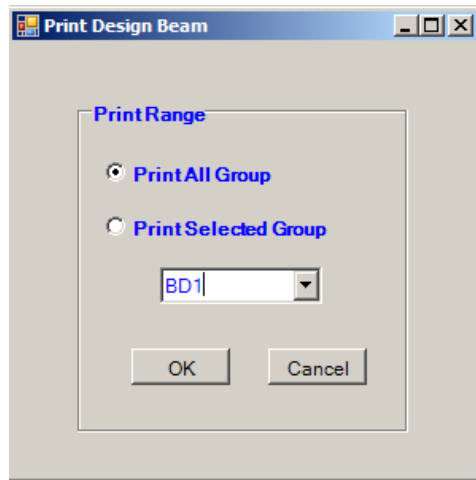 Print Design Beam
Print Range
Print All Group
Print Selected Group
BD1
OK Cancel